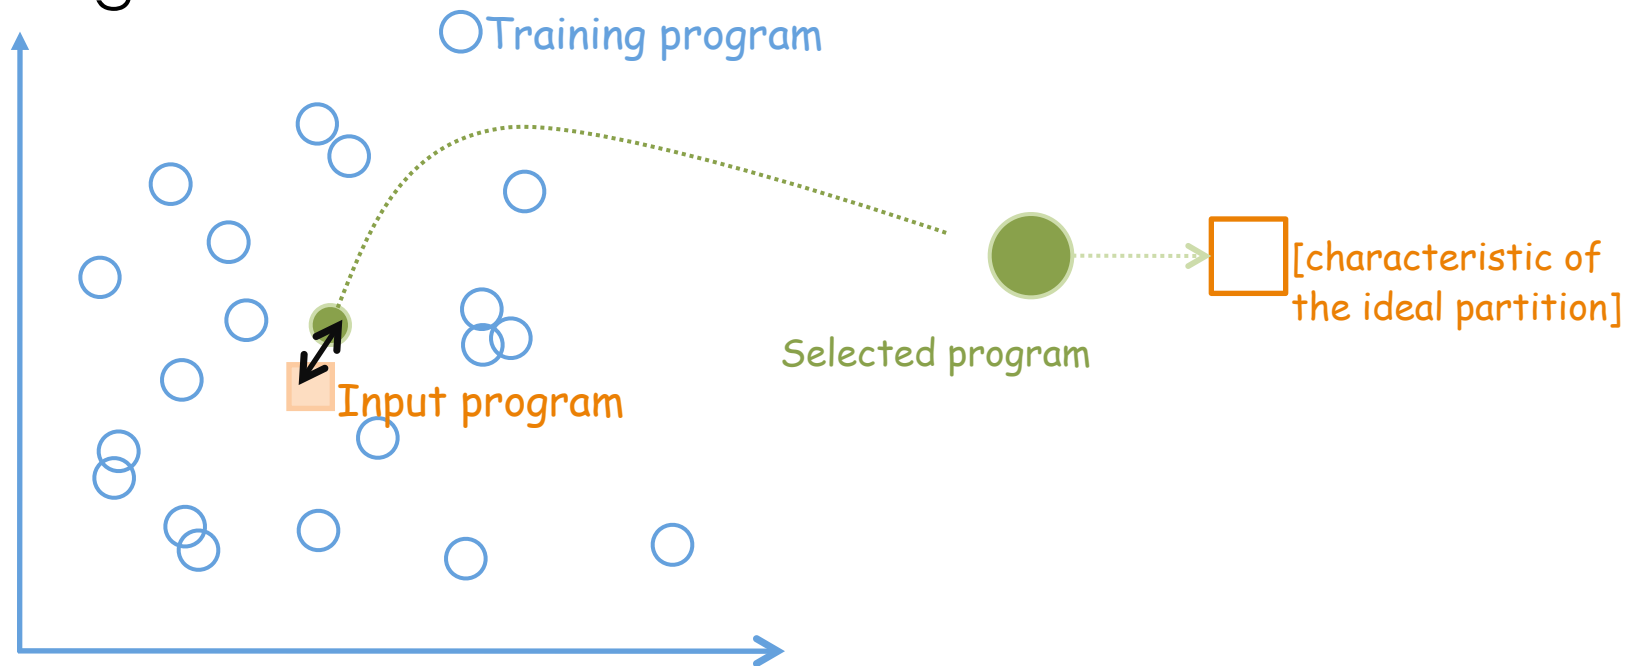 Training program
[characteristic of
the ideal partition]
Selected program
Input program